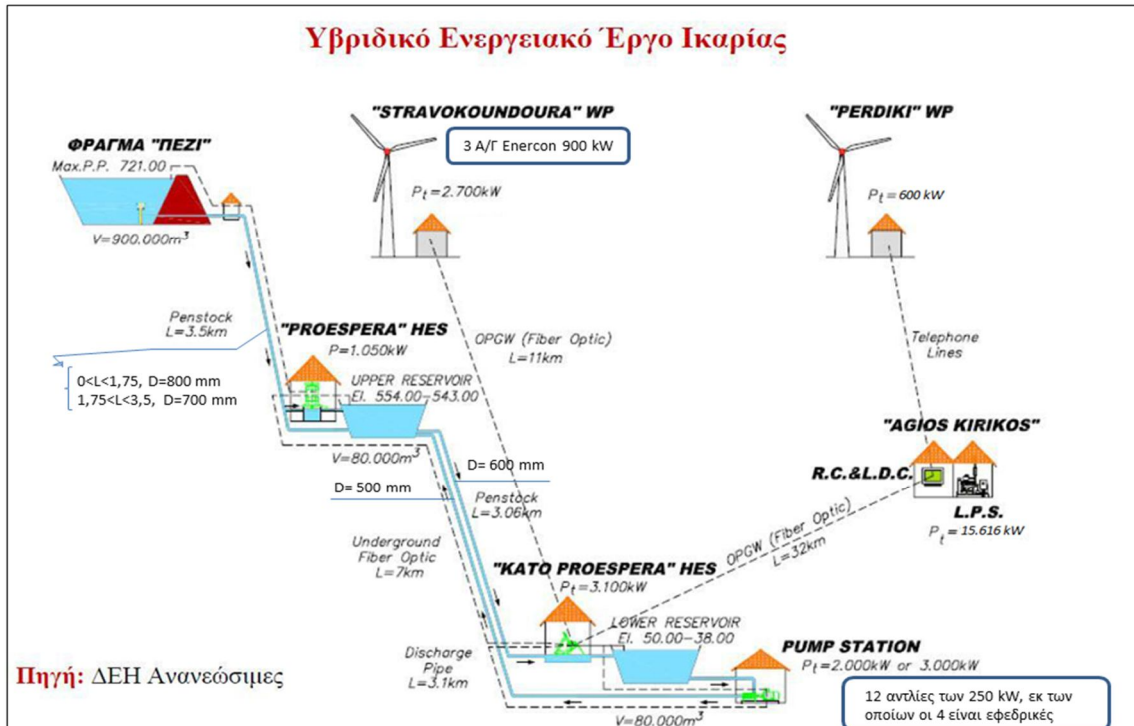 Υβριδικό Ενεργειακό Έργο Ικαρίας
"STRAVOKOUNDOURA" WP
3 Α/Γ Enercon 900 kW
Pt=2.700kW
"PERDIKI" WP
Pt=600 kW
ΦΡΑΓΜΑ "ΠΕΖΙ"
Max.P.P. 721.00
V=900.000m³
Penstock
L=3.5km
0<L<1,75, D=800 mm
1,75<L<3,5, D=700 mm
"PROESPERA" HES
P=1.050kW
UPPER RESERVOIR
El. 554.00-543.00
V=80.000m³
OPGW (Fiber Optic)
L=11km
Telephone
Lines
"AGIOS KIRIKOS"
R.C.&L.D.C.
L.P.S.
Pt=15.616 kW
D= 600 mm
D= 500 mm
Penstock
L=3.06km
Underground
Fiber Optic
L=7km
OPGW (Fiber Optic)
L=32km
"KATO PROESPERA" HES
Pt=3.100kW
LOWER RESERVOIR
El. 50.00-38.00
Discharge
Pipe
L=3.1km
V=80.000m³
PUMP STATION
Pt=2.000kW or 3.000kW
12 αντλίες των 250 kW, εκ των
οποίων οι 4 είναι εφεδρικές
Πηγή: ΔΕΗ Ανανεώσιμες